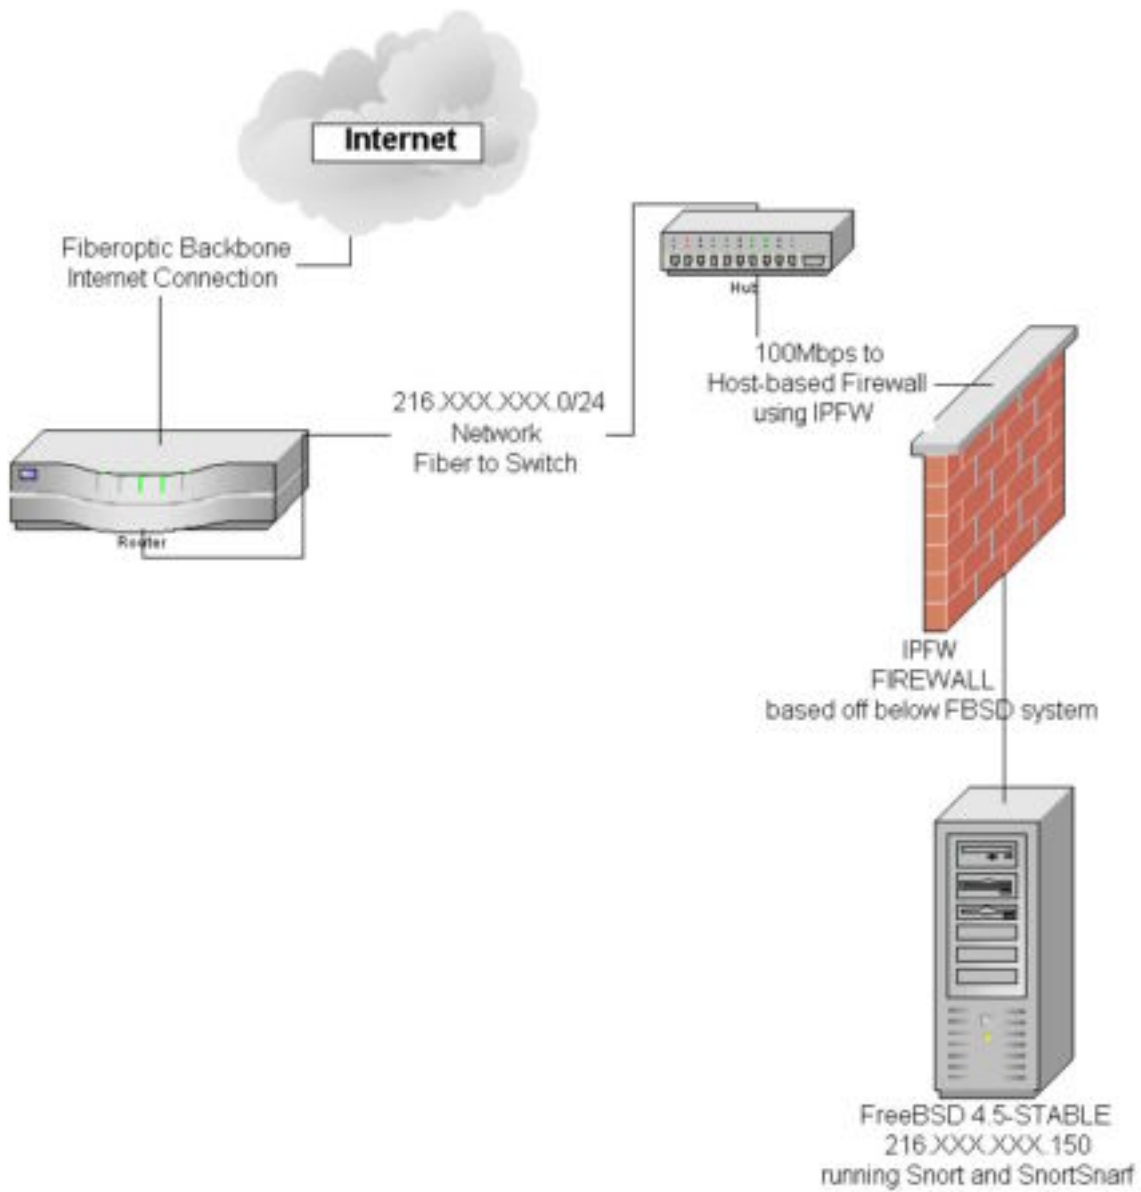 Internet
Fiberoptic Backbone
Internet Connection
Hub
100Mbps to
Host-based Firewall
using IPFW
216.XXX.XXX.0/24
Network
Fiber to Switch
Router
IPFW
FIREWALL
based off below FBSD system
FreeBSD 4.5-STABLE
216.XXX.XXX.150
running Snort and SnortSnarf